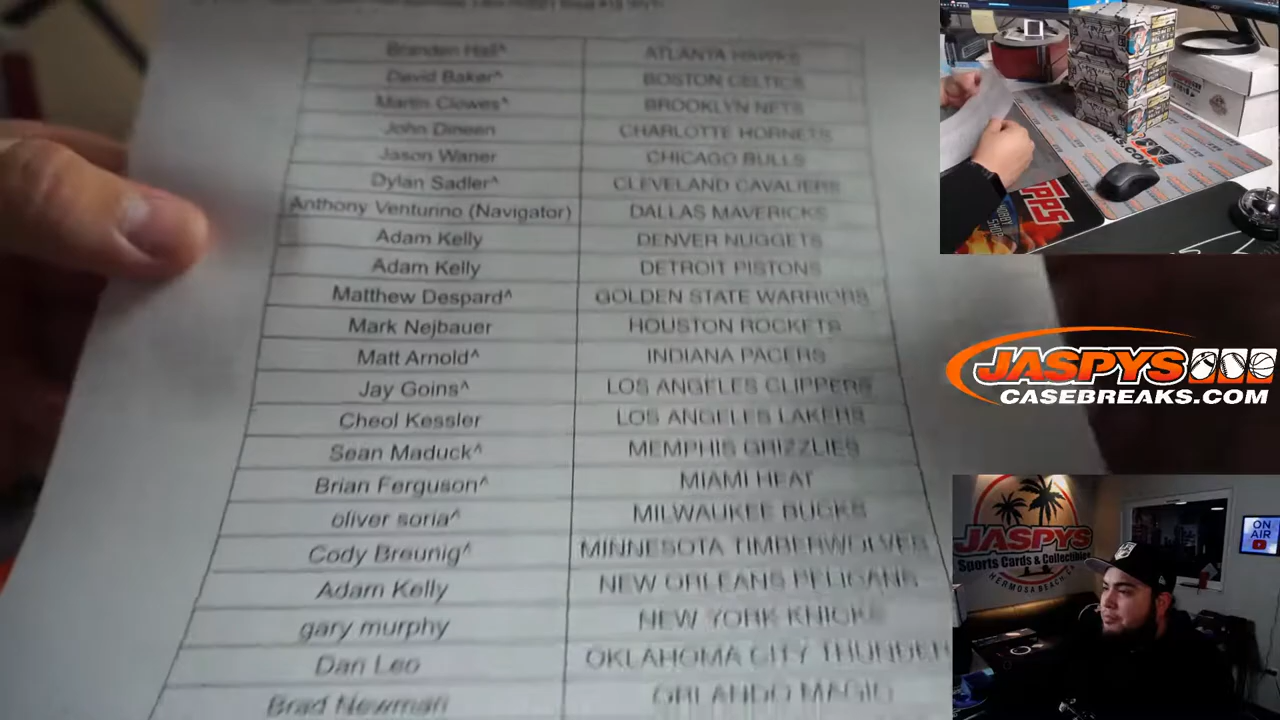 Branden Hall^ ATLANTA HAWKS
David Baker^ BOSTON CELTICS
Martin Clowes^ BROOKLYN NETS
John Dineen CHARLOTTE HORNETS
Jason Waner CHICAGO BULLS
Dylan Sadler^ CLEVELAND CAVALIERS
Anthony Venturino (Navigator) DALLAS MAVERICKS
Adam Kelly DENVER NUGGETS
Adam Kelly DETROIT PISTONS
Matthew Despard^ GOLDEN STATE WARRIORS
Mark Nejbauer HOUSTON ROCKETS
Matt Arnold^ INDIANA PACERS
Jay Goins^ LOS ANGELES CLIPPERS
Cheol Kessler LOS ANGELES LAKERS
Sean Maduck^ MEMPHIS GRIZZLIES
Brian Ferguson^ MIAMI HEAT
oliver soria^ MILWAUKEE BUCKS
Cody Breunig^ MINNESOTA TIMBERWOLVES
Adam Kelly NEW ORLEANS PELICANS
gary murphy NEW YORK KNICKS
Dan Leo OKLAHOMA CITY THUNDER
Brad Newman ORLANDO MAGIC
TOPPS
HOBBY
SHOP
JASPYS
CASEBREAKS.COM
JASPYS
Sports Cards & Collectibles
HERMOSA BEACH, CA
ON
AIR